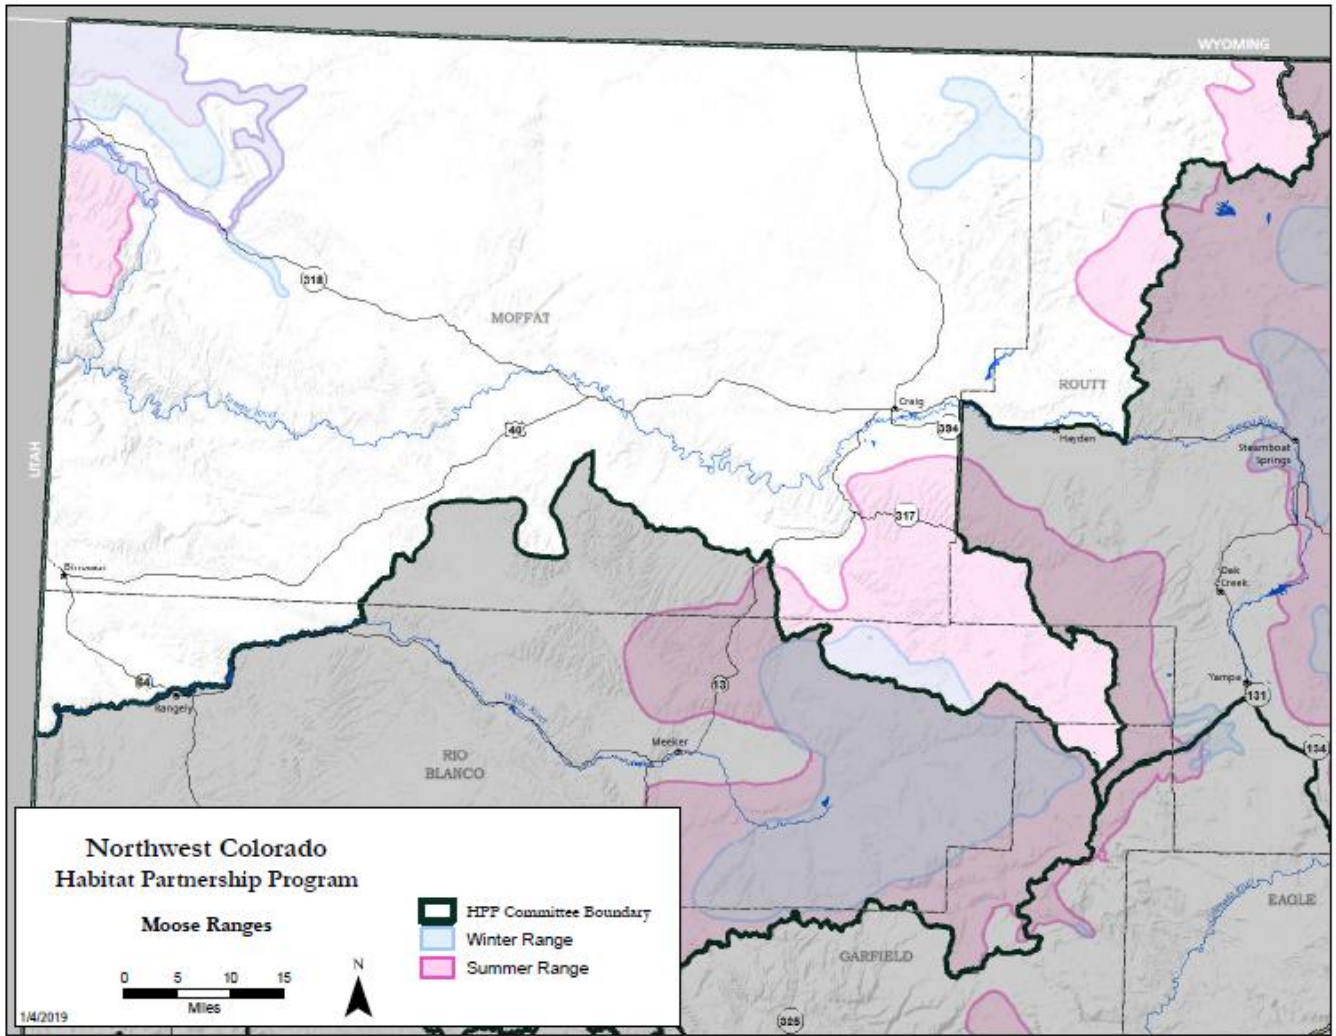 WYOMING
318
MOFFAT
ROUTT
Craig
394
40
Hayden
Steamboat
Springs
UTAH
317
Oak
Creek
64
Rangely
13
Yampa
131
White River
Meeker
134
RIO
BLANCO
Northwest Colorado
Habitat Partnership Program
Moose Ranges
HPP Committee Boundary
Winter Range
Summer Range
0 5 10 15
Miles
N
1/4/2019
EAGLE
GARFIELD
325